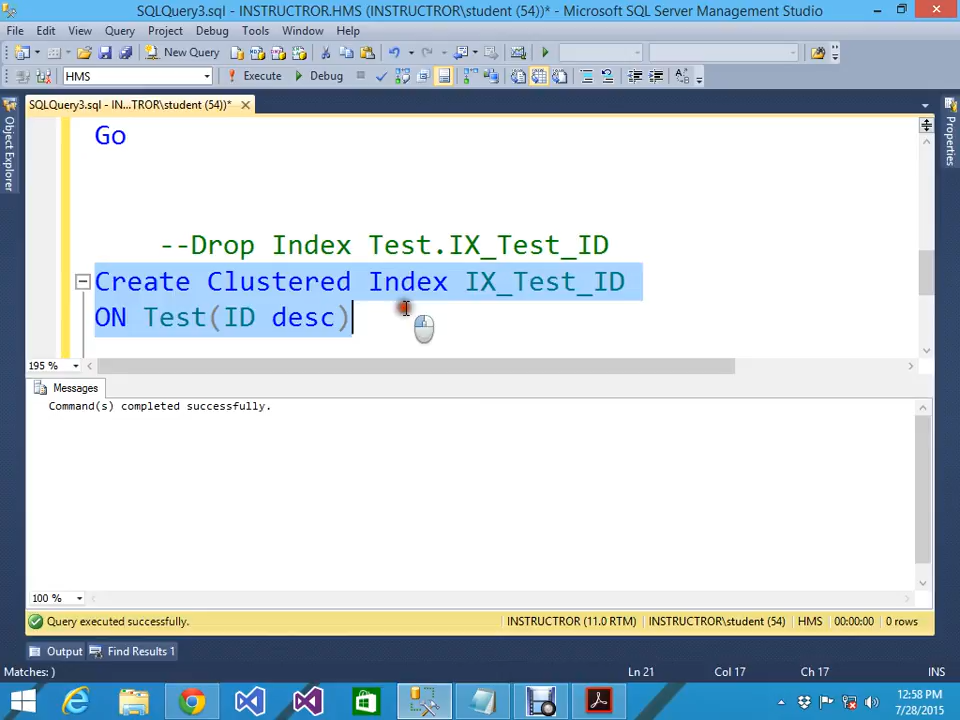 SQLQuery3.sql - INSTRUCTROR.HMS (INSTRUCTROR\student (54))* - Microsoft SQL Server Management Studio
File Edit View Query Project Debug Tools Window Help
New Query
HMS Execute Debug
SQLQuery3.sql - IN...TROR\student (54))*
Object Explorer
Properties
Go
--Drop Index Test.IX_Test_ID
Create Clustered Index IX_Test_ID
ON Test(ID desc)
195 %
Messages
Command(s) completed successfully.
100 %
Query executed successfully. INSTRUCTROR (11.0 RTM) INSTRUCTROR\student (54) HMS 00:00:00 0 rows
Output Find Results 1
Matches: ) Ln 21 Col 17 Ch 17 INS
12:58 PM
7/28/2015